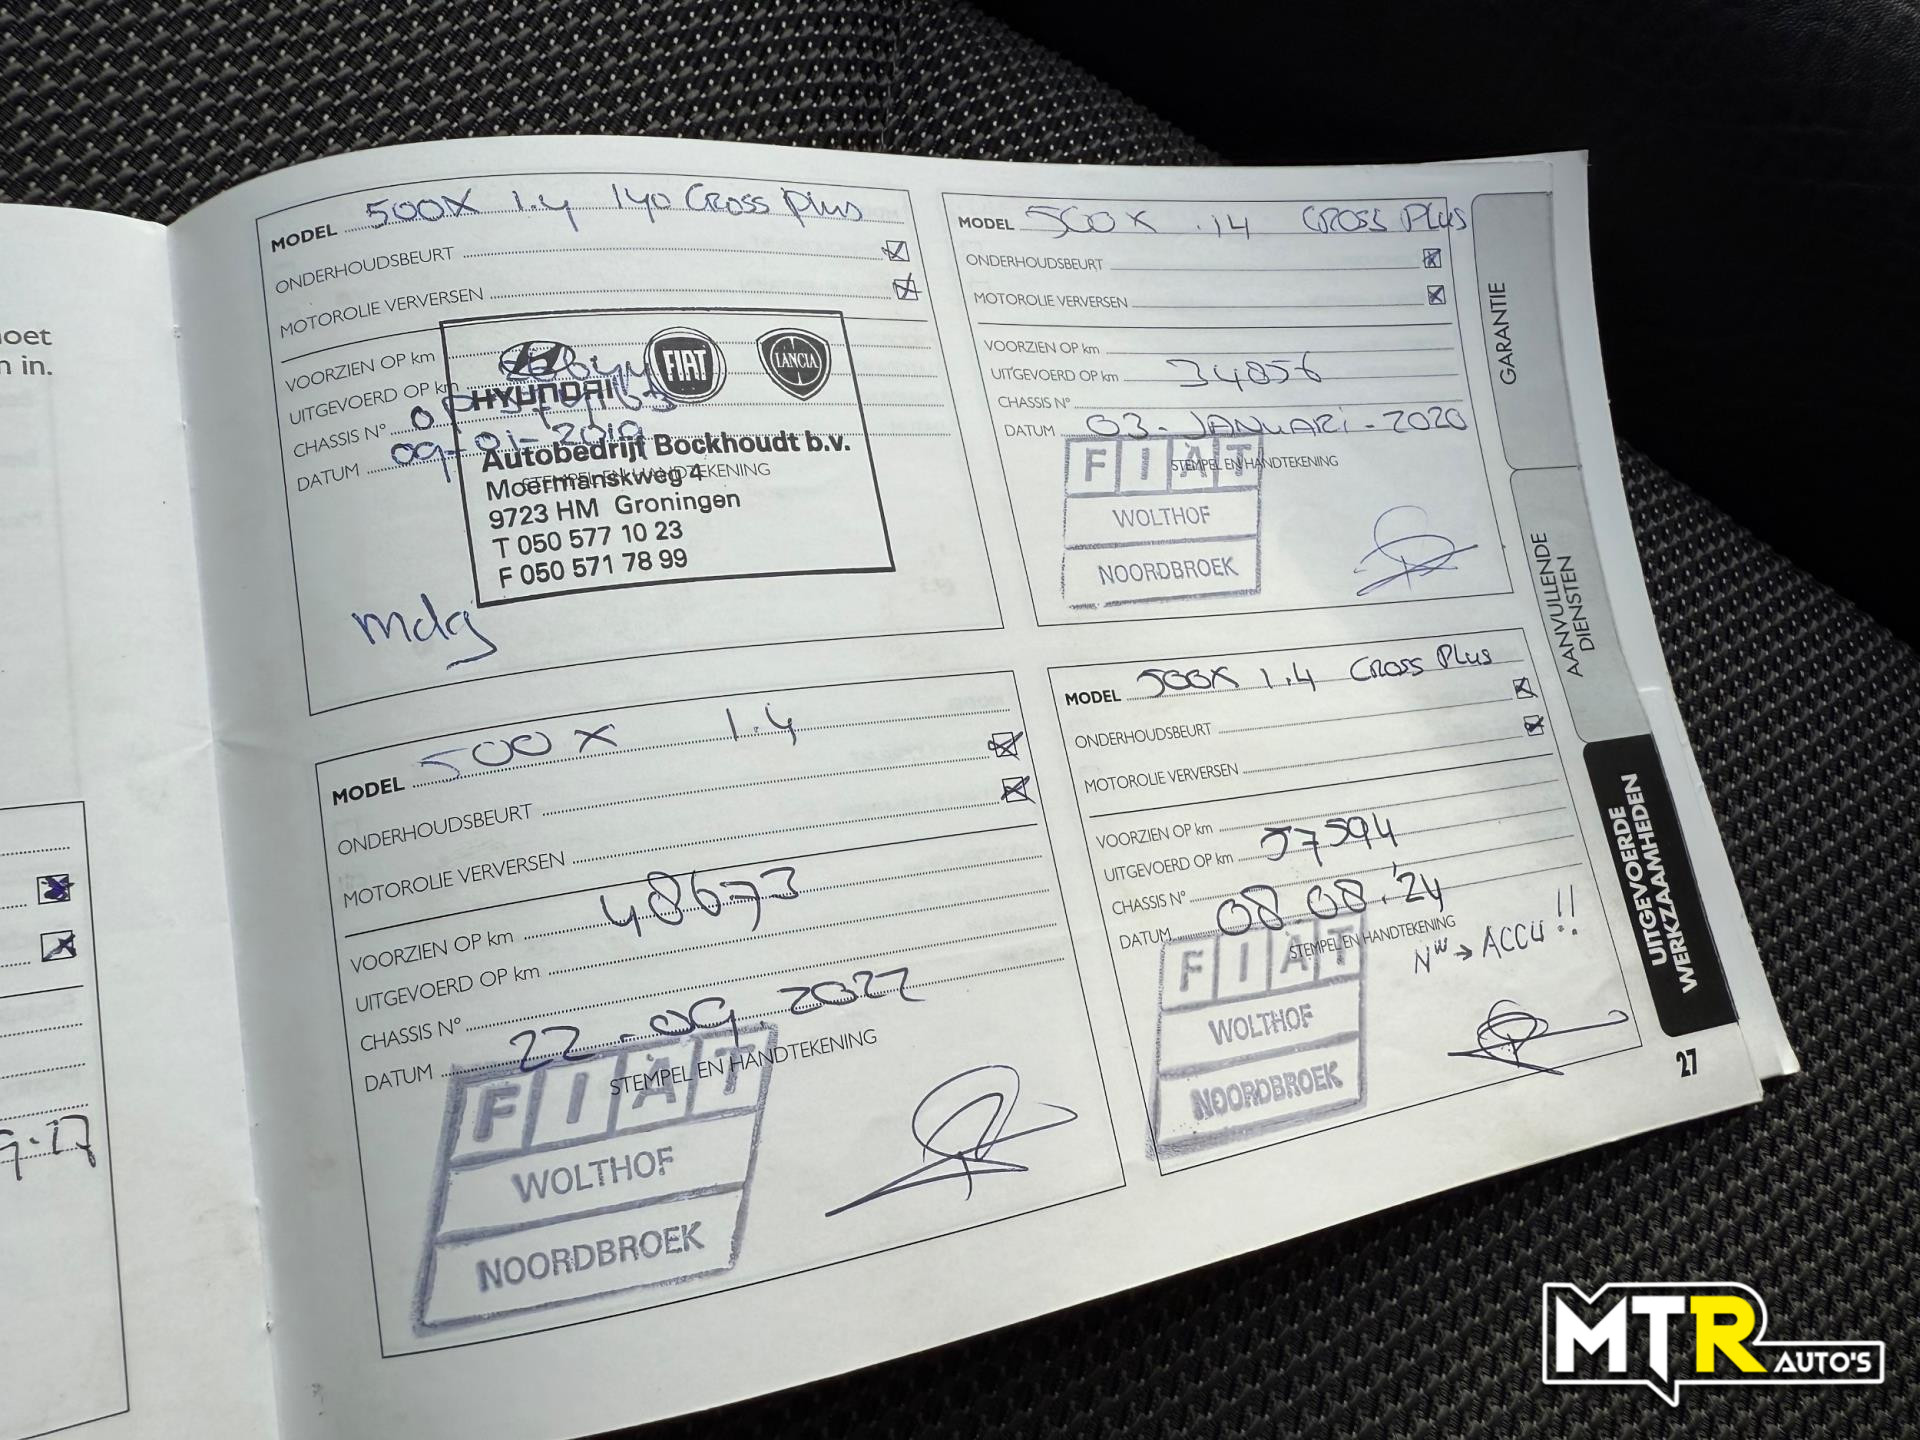 oet
n in.
MODEL 500X 1.4 140 Cross Plus
ONDERHOUDSBEURT
MOTOROLIE VERVERSEN
VOORZIEN OP km
UITGEVOERD OP km
CHASSIS N°
DATUM 09-01-2019
STEMPEL EN HANDTEKENING
HYUNDAI FIAT LANCIA
Autobedrijf Bockhoudt b.v.
Moermanskweg 4
9723 HM Groningen
T 050 577 10 23
F 050 571 78 99
mdg
MODEL 500X .14 CROSS PLUS
ONDERHOUDSBEURT
MOTOROLIE VERVERSEN
VOORZIEN OP km
UITGEVOERD OP km 34856
CHASSIS N°
DATUM 03-JANUARI-2020
STEMPEL EN HANDTEKENING
FIAT
WOLTHOF
NOORDBROEK
MODEL 500X 1.4
ONDERHOUDSBEURT
MOTOROLIE VERVERSEN
VOORZIEN OP km 48673
UITGEVOERD OP km
CHASSIS N°
DATUM 22-09.2022
STEMPEL EN HANDTEKENING
FIAT
WOLTHOF
NOORDBROEK
MODEL 500X 1.4 CROSS PLUS
ONDERHOUDSBEURT
MOTOROLIE VERVERSEN
VOORZIEN OP km
UITGEVOERD OP km 57594
CHASSIS N°
DATUM 08.08.'24
STEMPEL EN HANDTEKENING
NW → ACCU !!
FIAT
WOLTHOF
NOORDBROEK
GARANTIE
AANVULLENDE
DIENSTEN
UITGEVOERDE
WERKZAAMHEDEN
27
MTR AUTO'S